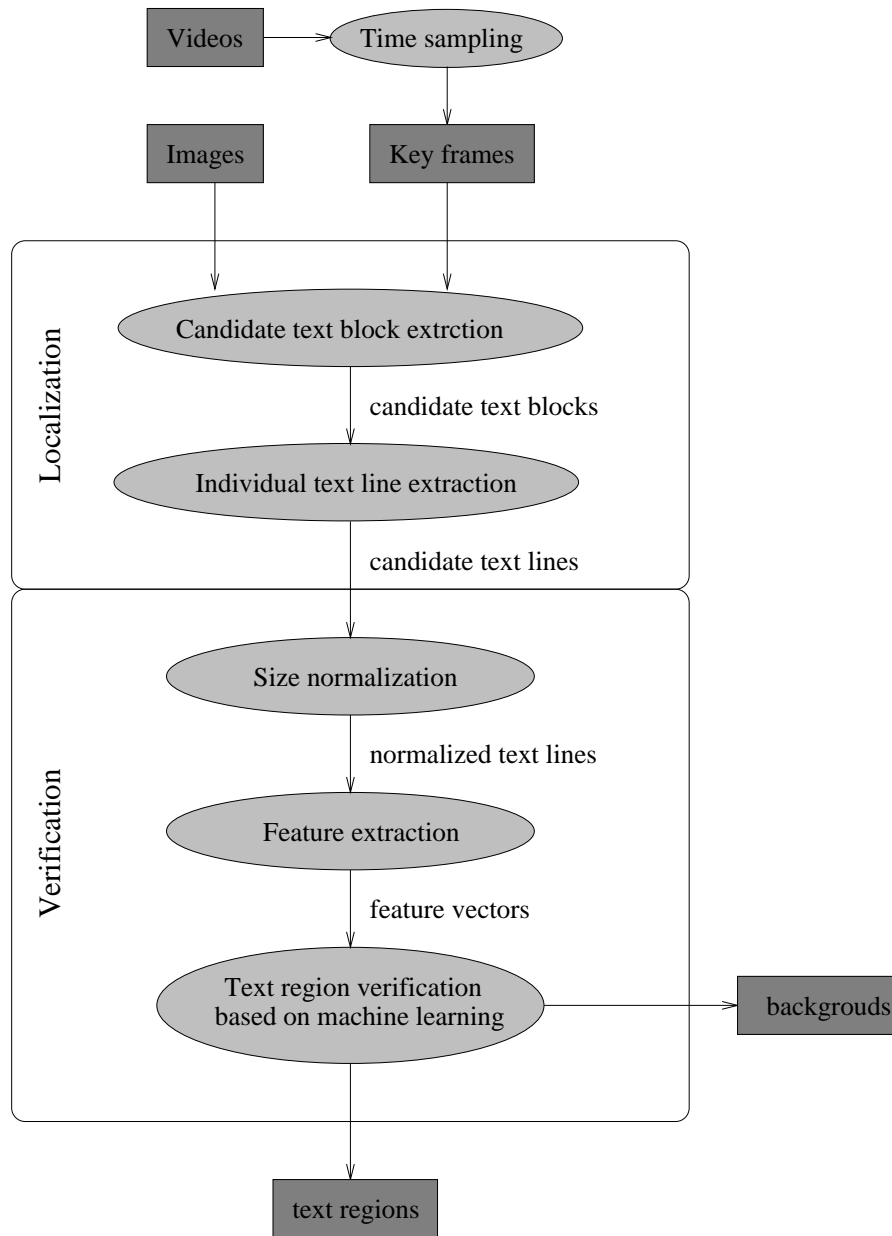 Videos
Time sampling
Images
Key frames
Localization
Candidate text block extrction
candidate text blocks
Individual text line extraction
candidate text lines
Verification
Size normalization
normalized text lines
Feature extraction
feature vectors
Text region verification
based on machine learning
backgrouds
text regions